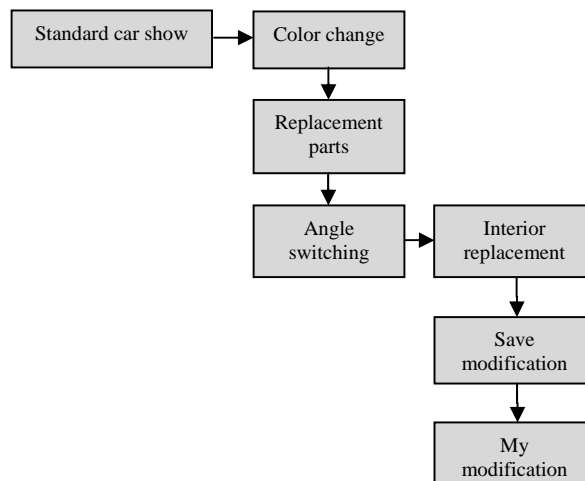 Standard car show
Color change
Replacement
parts
Angle
switching
Interior
replacement
Save
modification
My
modification